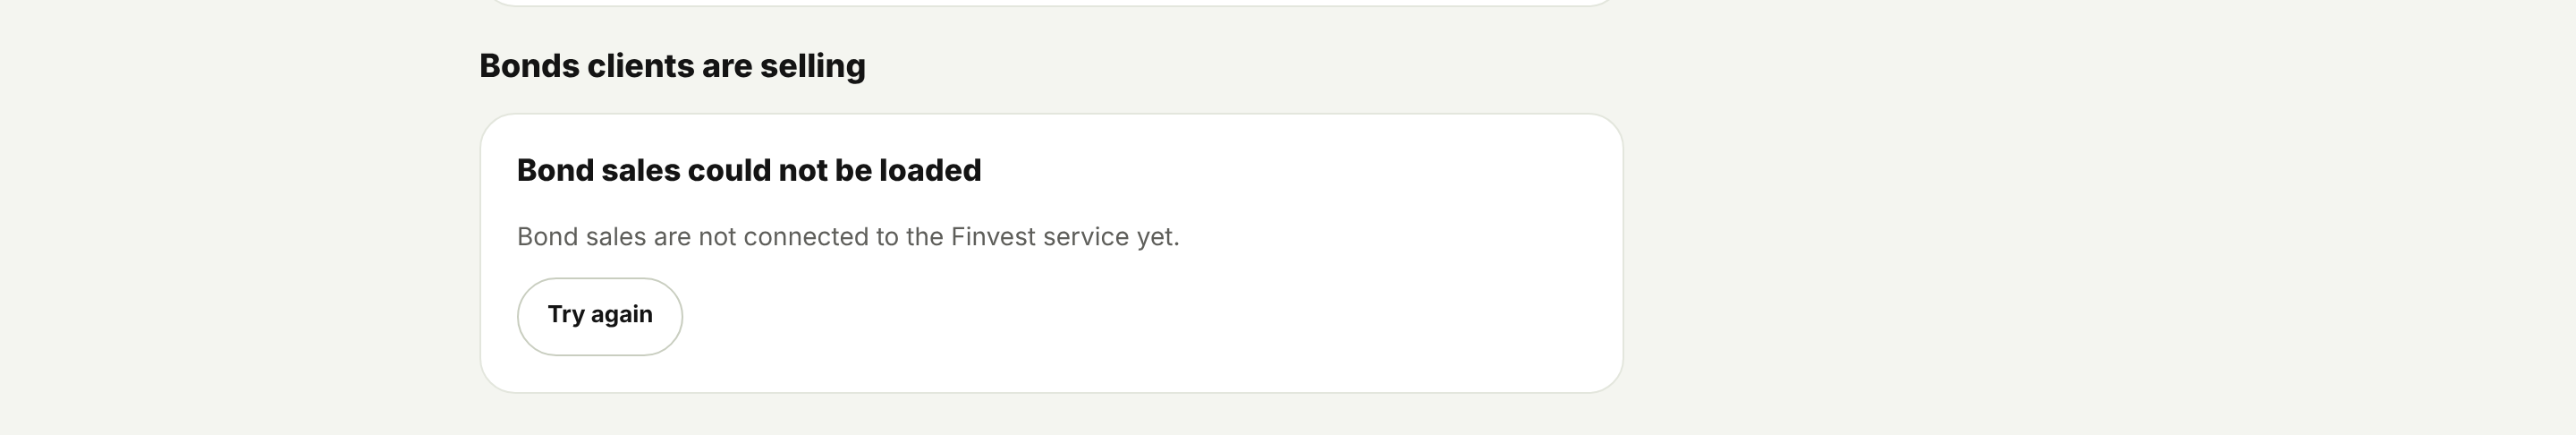 Bonds clients are selling
Bond sales could not be loaded
Bond sales are not connected to the Finvest service yet.
Try again